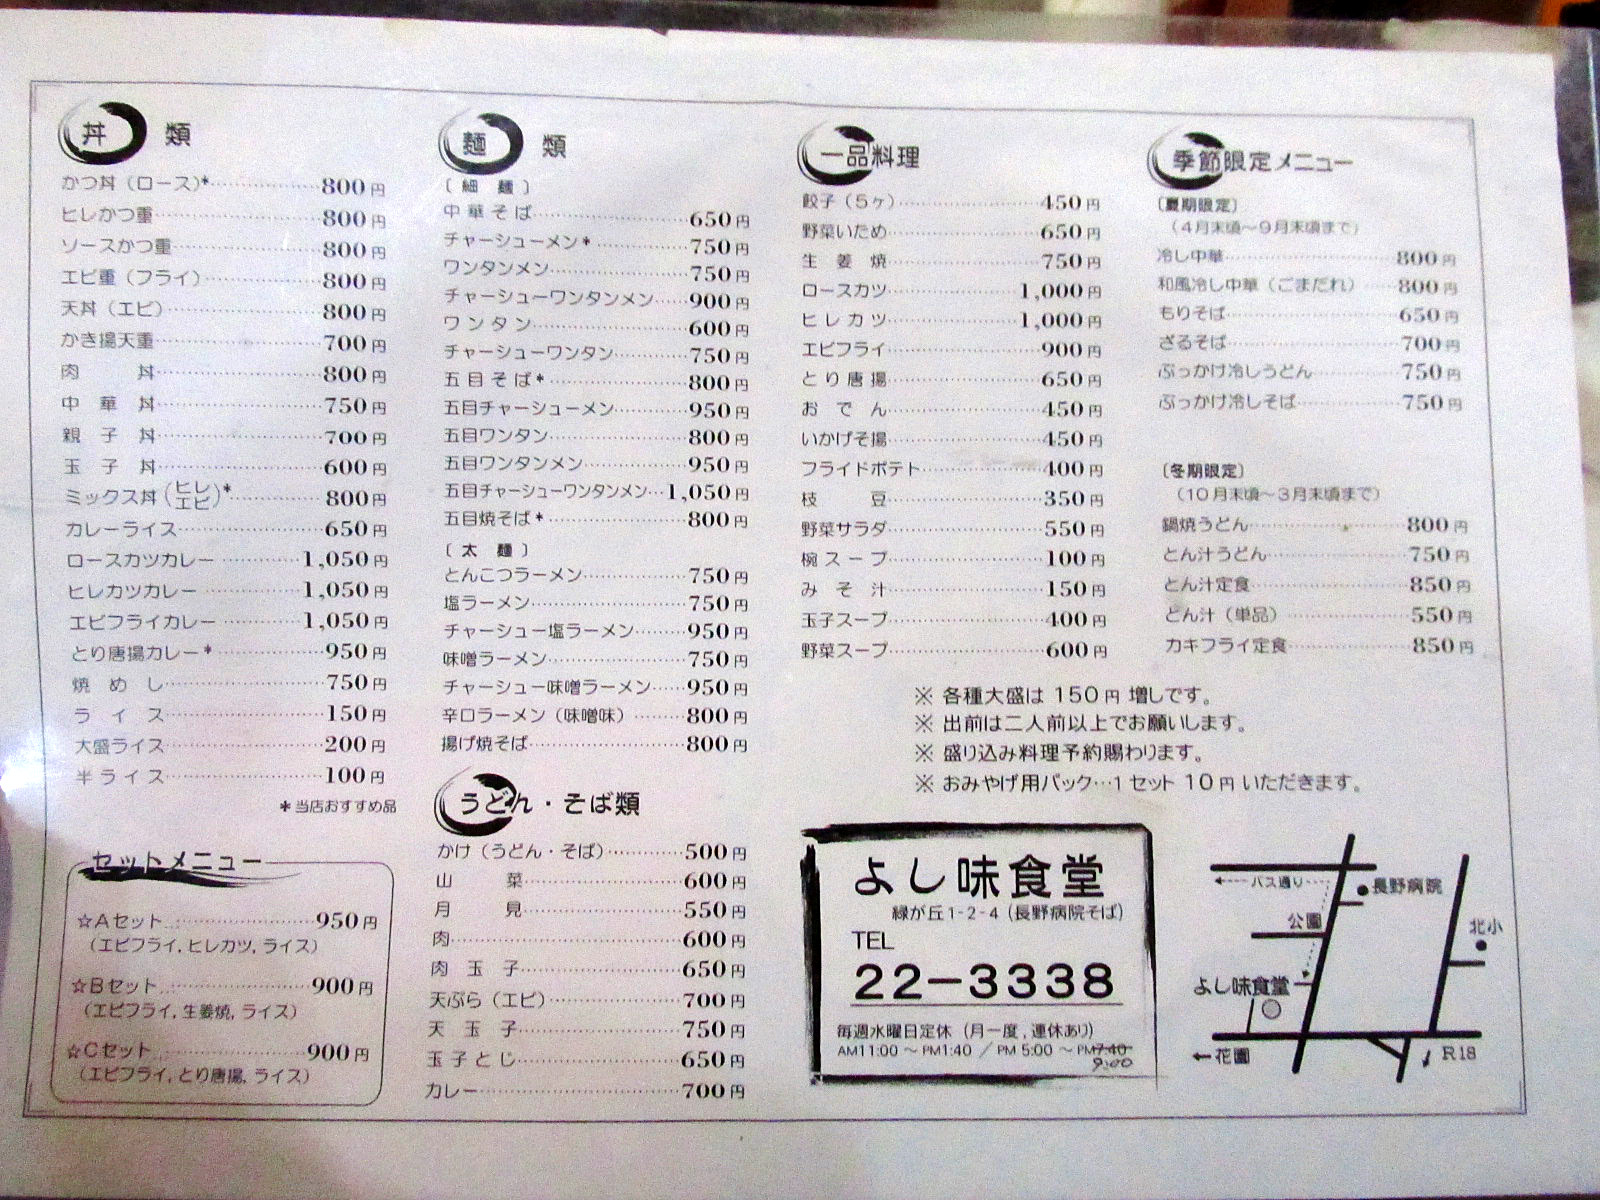 丼類
かつ丼（ロース）* 800円
ヒレかつ重 800円
ソースかつ重 800円
エビ重（フライ） 800円
天丼（エビ） 800円
かき揚天重 700円
肉丼 800円
中華丼 750円
親子丼 700円
玉子丼 600円
ミックス丼（ヒレ エビ）* 800円
カレーライス 650円
ロースカツカレー 1,050円
ヒレカツカレー 1,050円
エビフライカレー 1,050円
とり唐揚カレー* 950円
焼めし 750円
ライス 150円
大盛ライス 200円
半ライス 100円
*当店おすすめ品
セットメニュー
☆Aセット 950円
（エビフライ, ヒレカツ, ライス）
☆Bセット 900円
（エビフライ, 生姜焼, ライス）
☆Cセット 900円
（エビフライ, とり唐揚, ライス）
麺類
〔細麺〕
中華そば 650円
チャーシューメン* 750円
ワンタンメン 750円
チャーシューワンタンメン 900円
ワンタン 600円
チャーシューワンタン 750円
五目そば* 800円
五目チャーシューメン 950円
五目ワンタン 800円
五目ワンタンメン 950円
五目チャーシューワンタンメン 1,050円
五目焼そば* 800円
〔太麺〕
とんこつラーメン 750円
塩ラーメン 750円
チャーシュー塩ラーメン 950円
味噌ラーメン 750円
チャーシュー味噌ラーメン 950円
辛口ラーメン（味噌味） 800円
揚げ焼そば 800円
うどん・そば類
かけ（うどん・そば） 500円
山菜 600円
月見 550円
肉 600円
肉玉子 650円
天ぷら（エビ） 700円
天玉子 750円
玉子とじ 650円
カレー 700円
一品料理
餃子（5ヶ） 450円
野菜いため 650円
生姜焼 750円
ロースカツ 1,000円
ヒレカツ 1,000円
エビフライ 900円
とり唐揚 650円
おでん 450円
いかげそ揚 450円
フライドポテト 400円
枝豆 350円
野菜サラダ 550円
椀スープ 100円
みそ汁 150円
玉子スープ 400円
野菜スープ 600円
季節限定メニュー
〔夏期限定〕
（4月末頃～9月末頃まで）
冷し中華 800円
和風冷し中華（ごまだれ） 800円
もりそば 650円
ざるそば 700円
ぶっかけ冷しうどん 750円
ぶっかけ冷しそば 750円
〔冬期限定〕
（10月末頃～3月末頃まで）
鍋焼うどん 800円
とん汁うどん 750円
とん汁定食 850円
とん汁（単品） 550円
カキフライ定食 850円
※ 各種大盛は 150円 増しです。
※ 出前は二人前以上でお願いします。
※ 盛り込み料理予約賜わります。
※ おみやげ用パック…1セット 10円 いただきます。
よし味食堂
緑が丘1-2-4（長野病院そば）
TEL
22-3338
毎週水曜日定休（月一度, 連休あり）
AM11:00 ～ PM1:40 ／ PM 5:00 ～ PM7:40
9:00
バス通り
長野病院
公園
北小
よし味食堂
花園
R18